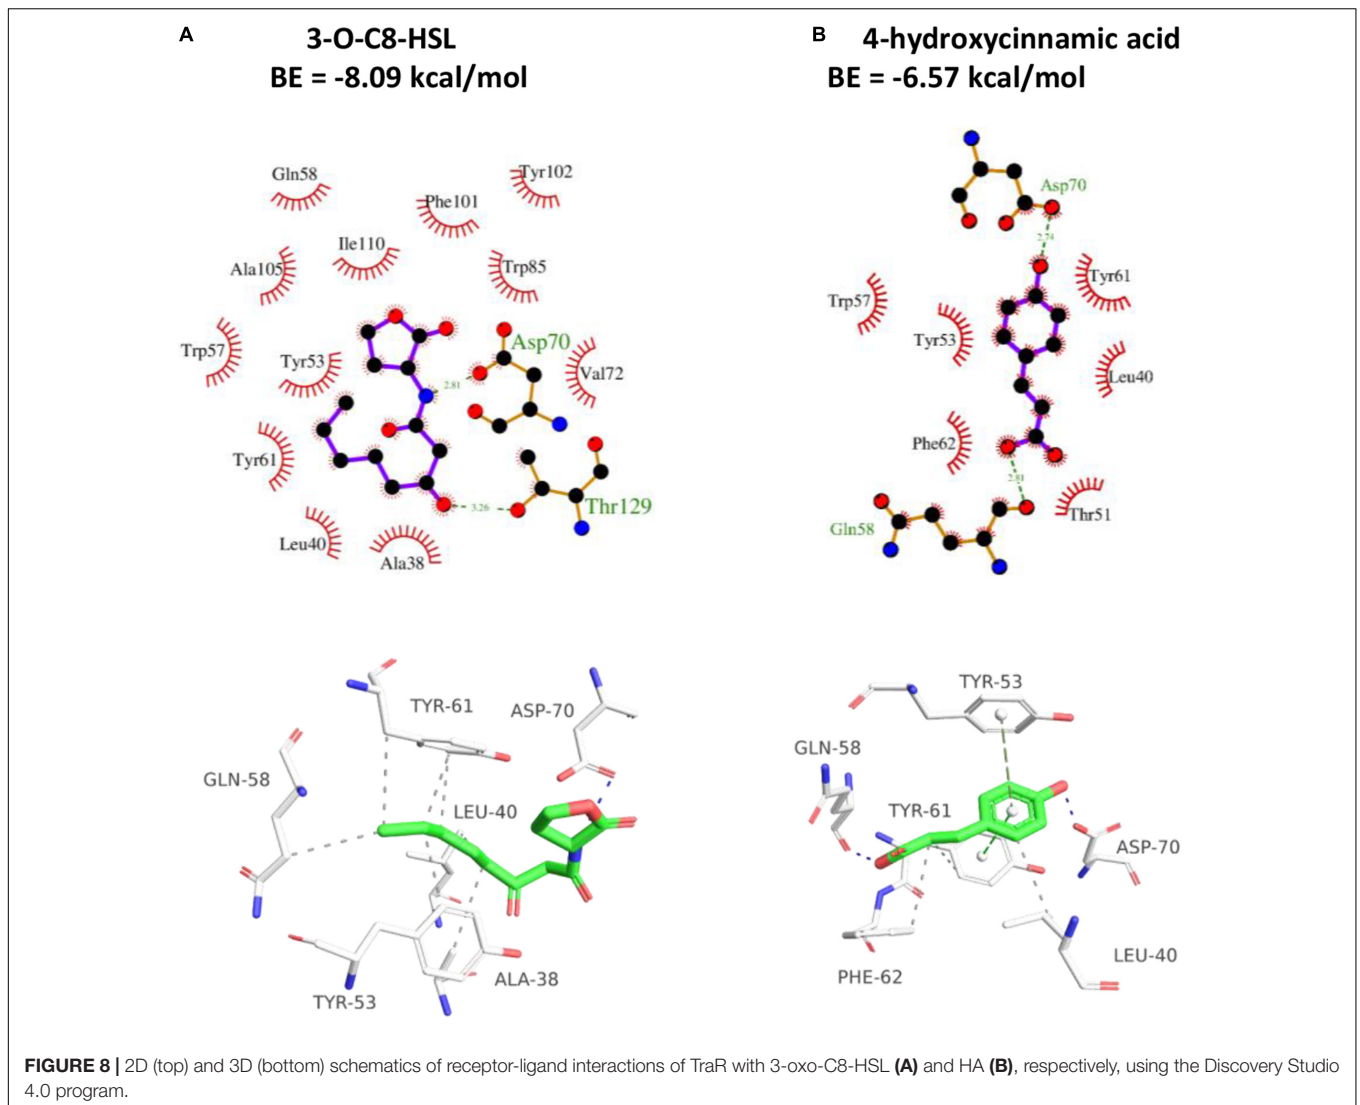 A
3-O-C8-HSL
BE = -8.09 kcal/mol
Gln58
Tyr102
Phe101
Ile110
Ala105
Trp85
Trp57
Tyr53
Asp70
Val72
2.81
Tyr61
3.26
Thr129
Leu40
Ala38
TYR-61
ASP-70
GLN-58
LEU-40
TYR-53
ALA-38
B
4-hydroxycinnamic acid
BE = -6.57 kcal/mol
Asp70
2.74
Tyr61
Trp57
Tyr53
Leu40
Phe62
2.81
Thr51
Gln58
TYR-53
GLN-58
TYR-61
ASP-70
PHE-62
LEU-40
FIGURE 8 | 2D (top) and 3D (bottom) schematics of receptor-ligand interactions of TraR with 3-oxo-C8-HSL (A) and HA (B), respectively, using the Discovery Studio
4.0 program.